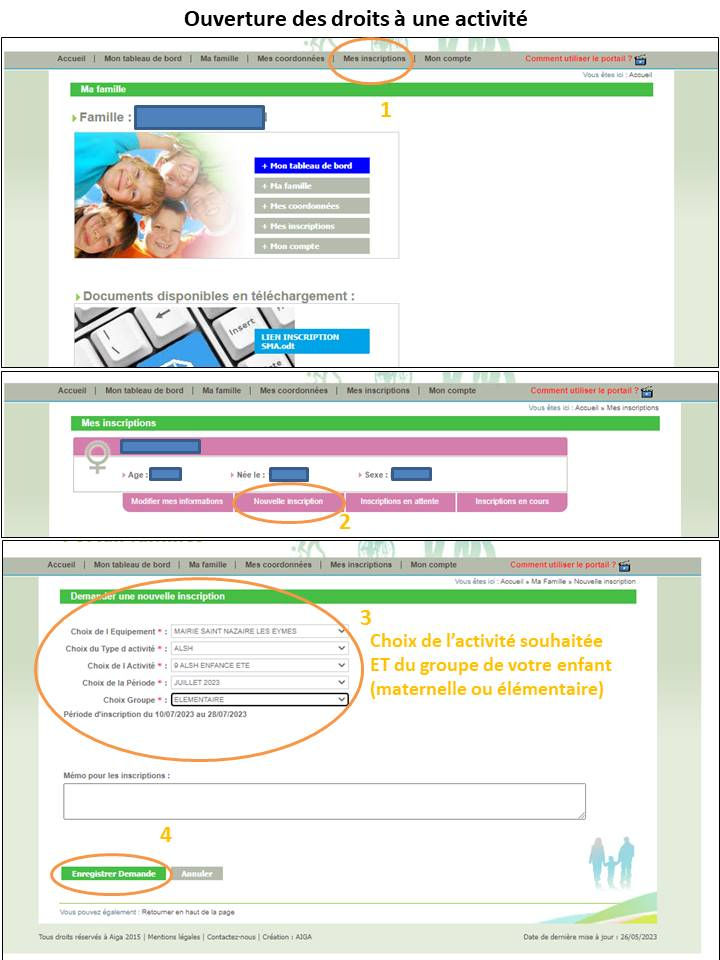 Ouverture des droits à une activité
Accueil | Mon tableau de bord | Ma famille | Mes coordonnées | Mes inscriptions | Mon compte Comment utiliser le portail ?
Vous êtes ici : Accueil
Ma famille
1
Famille :
+ Mon tableau de bord
+ Ma famille
+ Mes coordonnées
+ Mes inscriptions
+ Mon compte
Documents disponibles en téléchargement :
Insert
LIEN INSCRIPTION
SMA.odt
Accueil | Mon tableau de bord | Ma famille | Mes coordonnées | Mes inscriptions | Mon compte Comment utiliser le portail ?
Vous êtes ici : Accueil » Mes inscriptions
Mes inscriptions
Age : Née le : Sexe :
Modifier mes informations Nouvelle inscription Inscriptions en attente Inscriptions en cours
2
Accueil | Mon tableau de bord | Ma famille | Mes coordonnées | Mes inscriptions | Mon compte Comment utiliser le portail ?
Vous êtes ici : Accueil » Ma Famille » Nouvelle inscription
Demander une nouvelle inscription
3
Choix de l Equipement * : MAIRIE SAINT NAZAIRE LES EYMES
Choix du Type d activité * : ALSH
Choix de l Activité * : 9 ALSH ENFANCE ETE
Choix de la Période * : JUILLET 2023
Choix Groupe * : ELEMENTAIRE
Période d'inscription du 10/07/2023 au 28/07/2023
Choix de l’activité souhaitée
ET du groupe de votre enfant
(maternelle ou élémentaire)
Mémo pour les inscriptions :
4
Enregistrer Demande Annuler
Vous pouvez également : Retourner en haut de la page
Tous droits réservés à Aiga 2015 | Mentions légales | Contactez-nous | Création : AIGA Date de dernière mise à jour : 26/05/2023